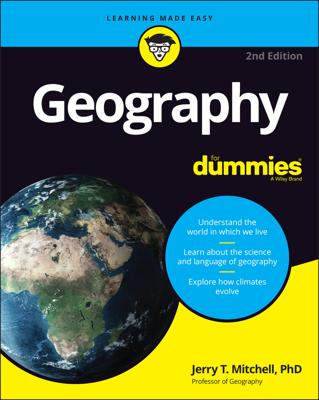 LEARNING MADE EASY
2nd Edition
Geography
for
dummies®
A Wiley Brand
Understand the
world in which we live
Learn about the science
and language of geography
Explore how climates
evolve
Jerry T. Mitchell, PhD
Professor of Geography